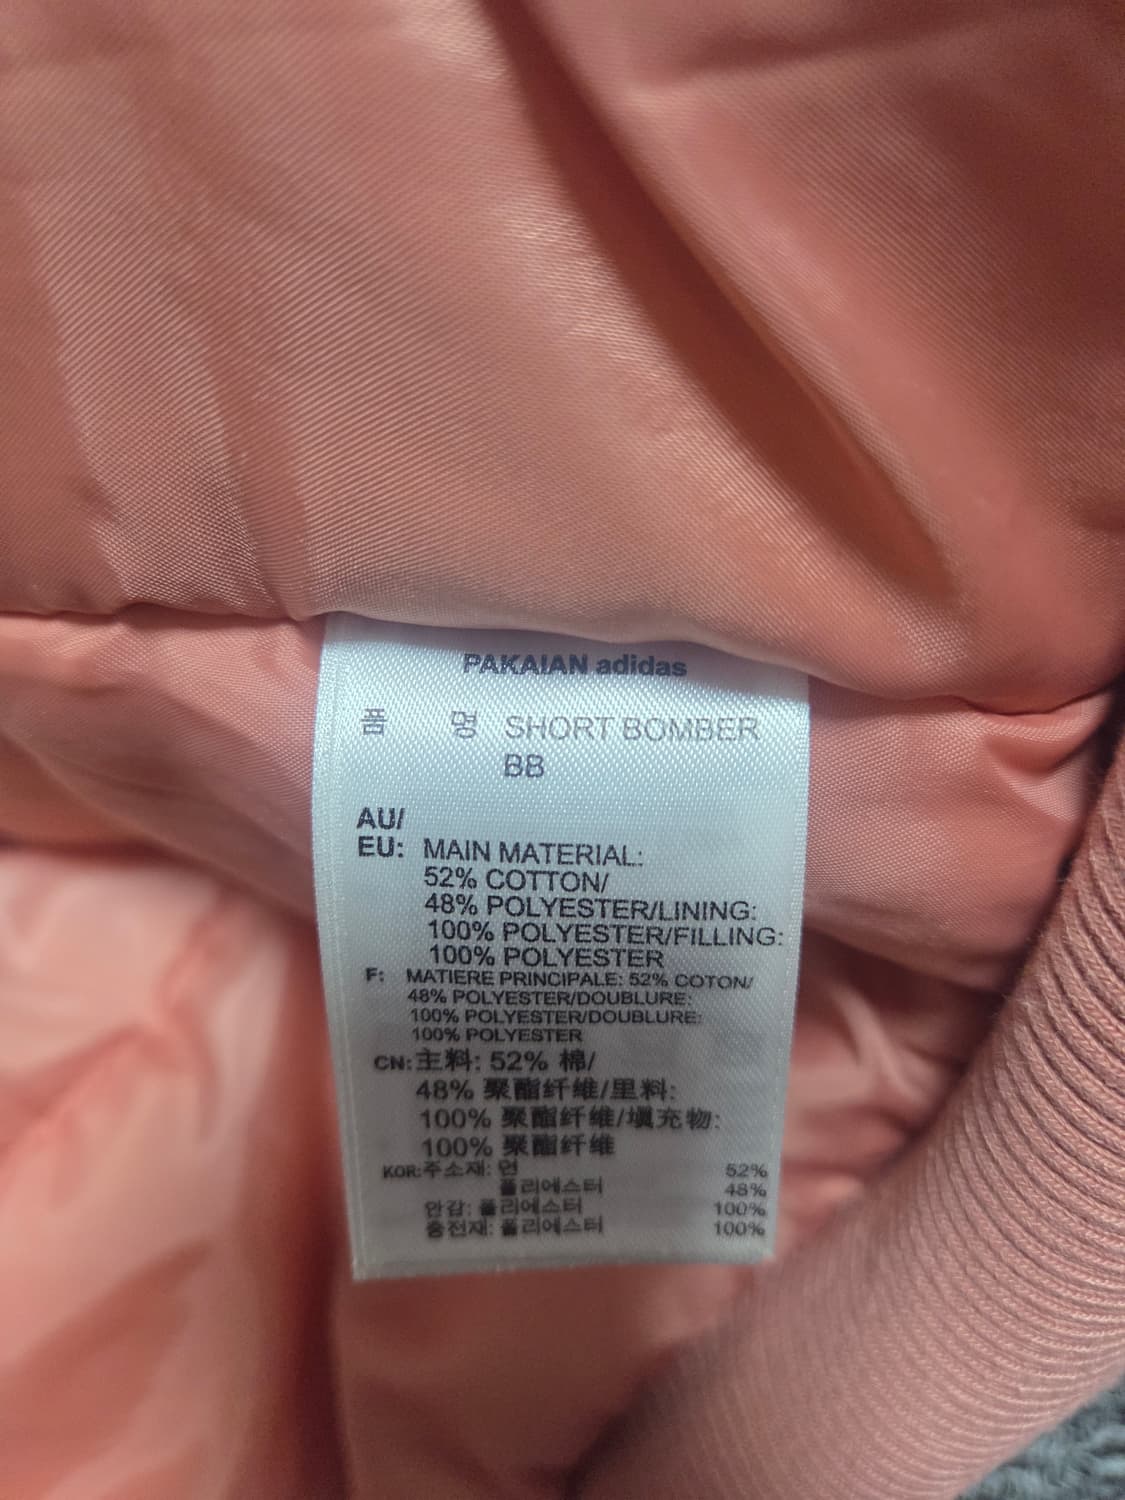 PAKAIAN adidas
품 명 SHORT BOMBER
BB
AU/
EU: MAIN MATERIAL:
52% COTTON/
48% POLYESTER/LINING:
100% POLYESTER/FILLING:
100% POLYESTER
F: MATIERE PRINCIPALE: 52% COTON/
48% POLYESTER/DOUBLURE:
100% POLYESTER/DOUBLURE:
100% POLYESTER
CN: 主料: 52% 棉/
48% 聚酯纤维/里料:
100% 聚酯纤维/填充物:
100% 聚酯纤维
KOR: 주소재: 면 52%
폴리에스터 48%
안감: 폴리에스터 100%
충전재: 폴리에스터 100%